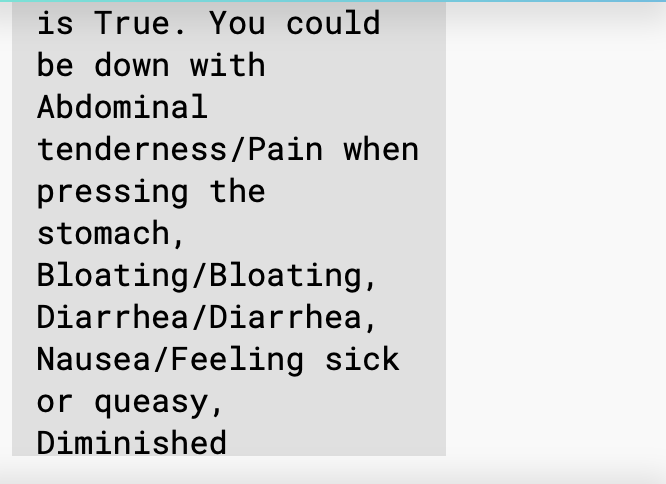 is True. You could
be down with
Abdominal
tenderness/Pain when
pressing the
stomach,
Bloating/Bloating,
Diarrhea/Diarrhea,
Nausea/Feeling sick
or queasy,
Diminished